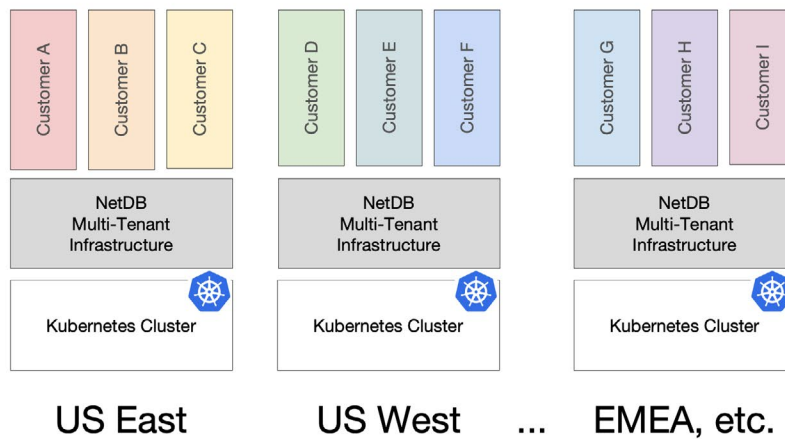 Customer A
Customer B
Customer C
Customer D
Customer E
Customer F
Customer G
Customer H
Customer I
NetDB
Multi-Tenant
Infrastructure
NetDB
Multi-Tenant
Infrastructure
NetDB
Multi-Tenant
Infrastructure
Kubernetes Cluster
Kubernetes Cluster
Kubernetes Cluster
US East
US West
...
EMEA, etc.